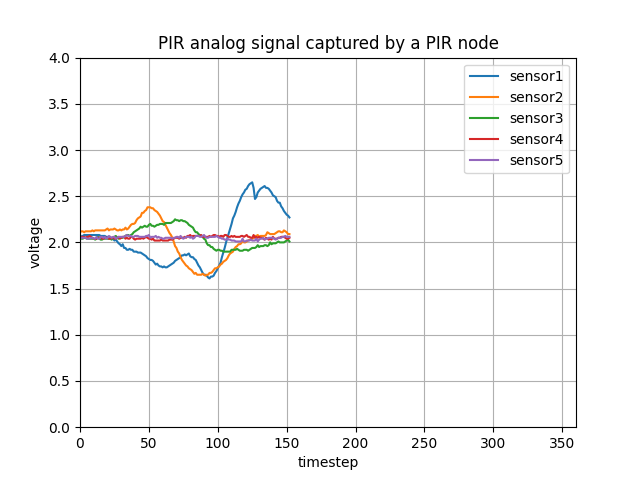 PIR analog signal captured by a PIR node
sensor1
sensor2
sensor3
sensor4
sensor5
voltage
4.0
3.5
3.0
2.5
2.0
1.5
1.0
0.5
0.0
0 50 100 150 200 250 300 350
timestep